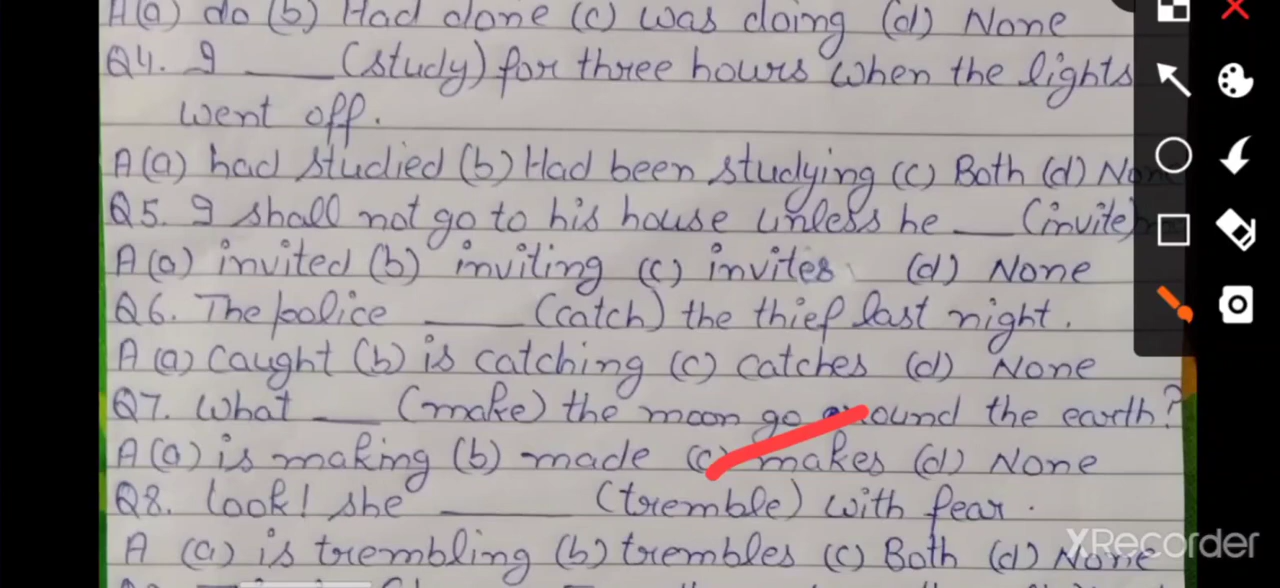 A(a) do (b) Had done (c) was doing (d) None
Q4. I ____ (study) for three hours when the lights
went off.
A(a) had studied (b) Had been studying (c) Both (d) None
Q5. I shall not go to his house unless he ___ (invite)
A(a) invited (b) inviting (c) invites (d) None
Q6. The police ____ (catch) the thief last night.
A(a) caught (b) is catching (c) catches (d) None
Q7. What ___ (make) the moon go around the earth?
A(a) is making (b) made (c) makes (d) None
Q8. look! she ______ (tremble) with fear.
A (a) is trembling (b) trembles (c) Both (d) None
XRecorder